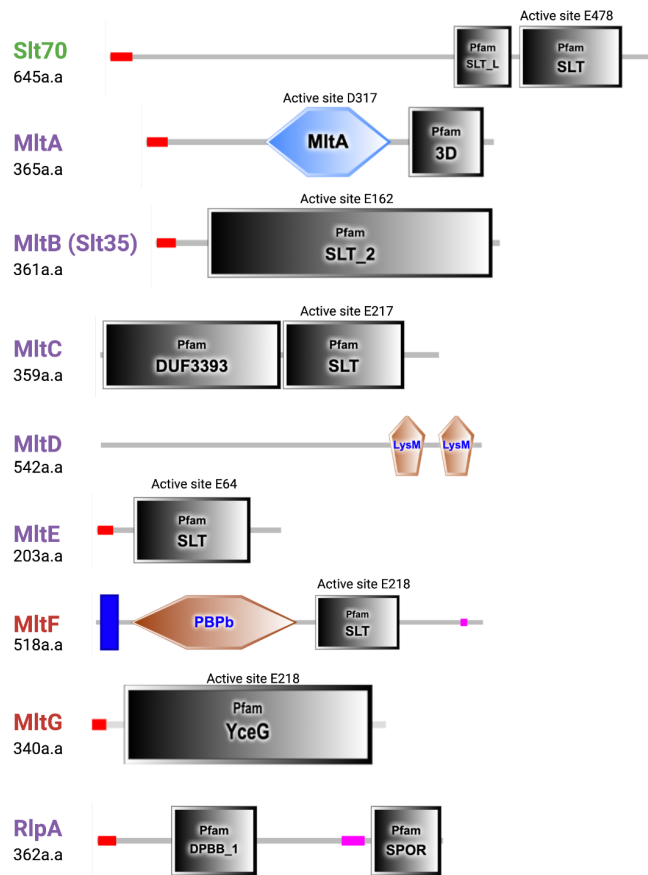 Active site E478
Slt70
645a.a
Pfam
SLT_L
Pfam
SLT
Active site D317
MltA
365a.a
MltA
Pfam
3D
Active site E162
MltB (Slt35)
361a.a
Pfam
SLT_2
Active site E217
MltC
359a.a
Pfam
DUF3393
Pfam
SLT
MltD
542a.a
LysM
LysM
Active site E64
MltE
203a.a
Pfam
SLT
Active site E218
MltF
518a.a
PBPb
Pfam
SLT
Active site E218
MltG
340a.a
Pfam
YceG
RlpA
362a.a
Pfam
DPBB_1
Pfam
SPOR